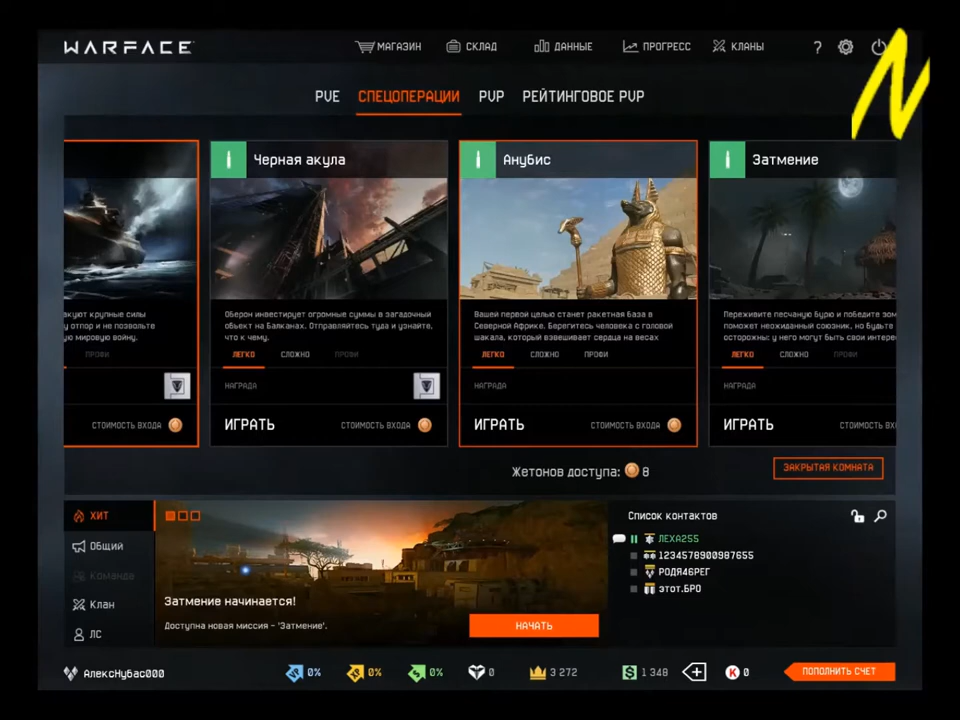 WARFACE
МАГАЗИН СКЛАД ДАННЫЕ ПРОГРЕСС КЛАНЫ ?
PVE СПЕЦОПЕРАЦИИ PVP РЕЙТИНГОВОЕ PVP
Черная акула
Анубис
Затмение
акуют крупные силы
отпор и не позвольте
ую мировую войну.
ПРОФИ
СТОИМОСТЬ ВХОДА
Оберон инвестирует огромные суммы в загадочный
объект на Балканах. Отправляйтесь туда и узнайте,
что к чему.
ЛЕГКО СЛОЖНО ПРОФИ
НАГРАДА
ИГРАТЬ СТОИМОСТЬ ВХОДА
Вашей первой целью станет ракетная база в
Северной Африке. Берегитесь человека с головой
шакала, который взвешивает сердца на весах
ЛЕГКО СЛОЖНО ПРОФИ
НАГРАДА
ИГРАТЬ СТОИМОСТЬ ВХОДА
Переживите песчаную бурю и победите зом
поможет неожиданный союзник, но будьте
осторожны: у него могут быть свои интере
ЛЕГКО СЛОЖНО ПРОФИ
НАГРАДА
ИГРАТЬ СТОИМОСТЬ ВХО
Жетонов доступа: 8
ЗАКРЫТАЯ КОМНАТА
ХИТ
Общий
Команда
Клан
ЛС
Затмение начинается!
Доступна новая миссия - 'Затмение'.
НАЧАТЬ
Список контактов
ЛЕХА255
1234578900987655
РОДЯ46РЕГ
этот.БРО
АлексНубас000 0% 0% 0% 0 3 272 1 348 K 0 ПОПОЛНИТЬ СЧЕТ
N